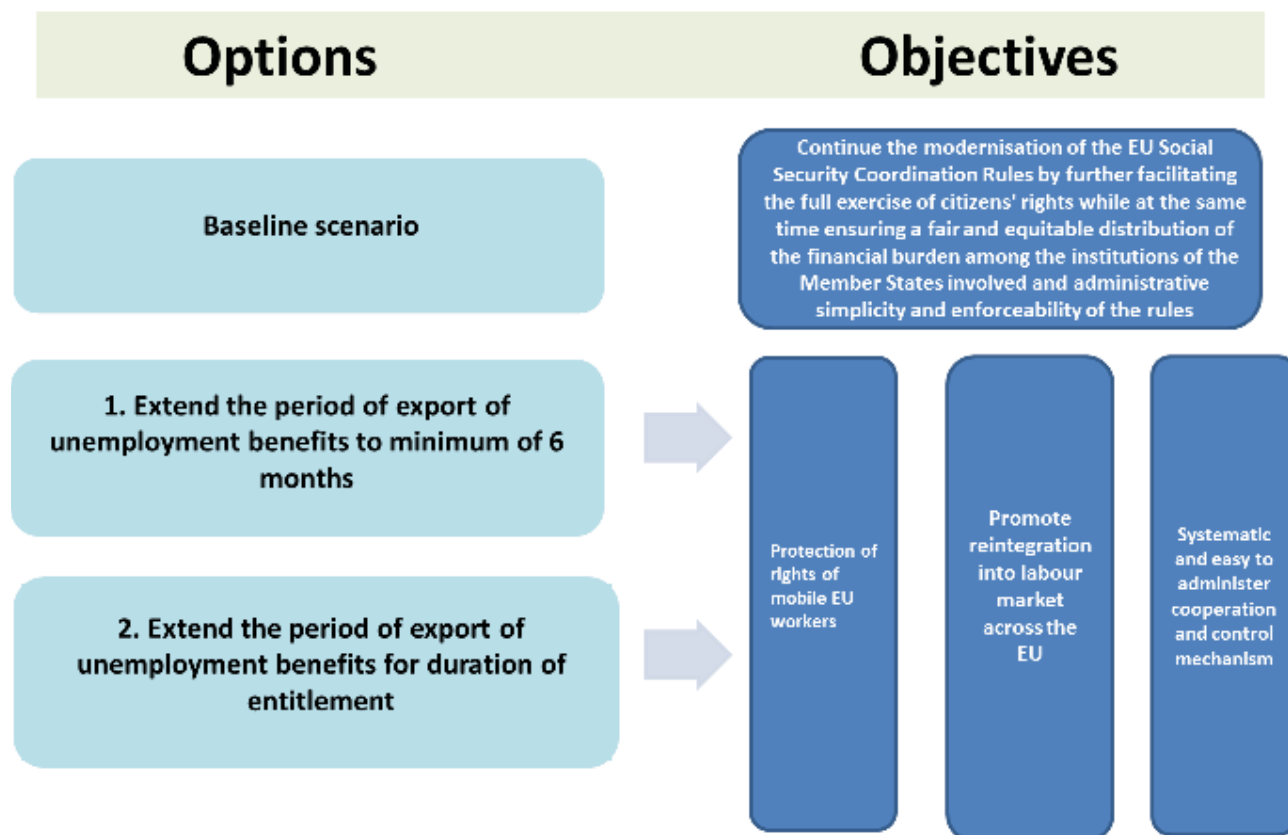 Options
Objectives
Baseline scenario
Continue the modernisation of the EU Social
Security Coordination Rules by further facilitating
the full exercise of citizens' rights while at the same
time ensuring a fair and equitable distribution of
the financial burden among the institutions of the
Member States involved and administrative
simplicity and enforceability of the rules
1. Extend the period of export of
unemployment benefits to minimum of 6
months
2. Extend the period of export of
unemployment benefits for duration of
entitlement
Protection of
rights of
mobile EU
workers
Promote
reintegration
into labour
market
across the
EU
Systematic
and easy to
administer
cooperation
and control
mechanism